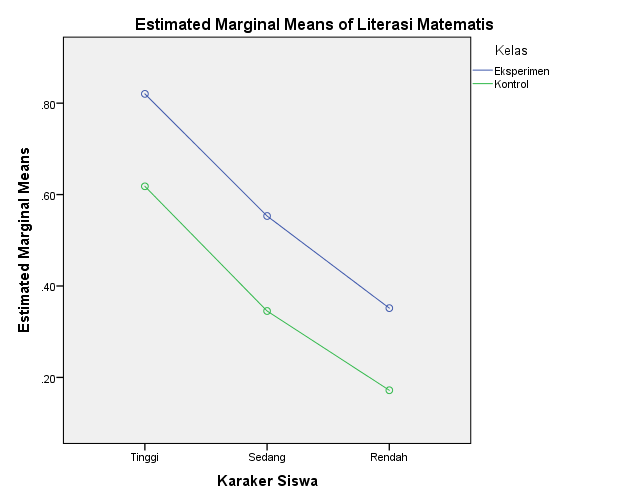 Estimated Marginal Means of Literasi Matematis
Kelas
Eksperimen
Kontrol
Estimated Marginal Means
.80
.60
.40
.20
Tinggi
Sedang
Rendah
Karaker Siswa